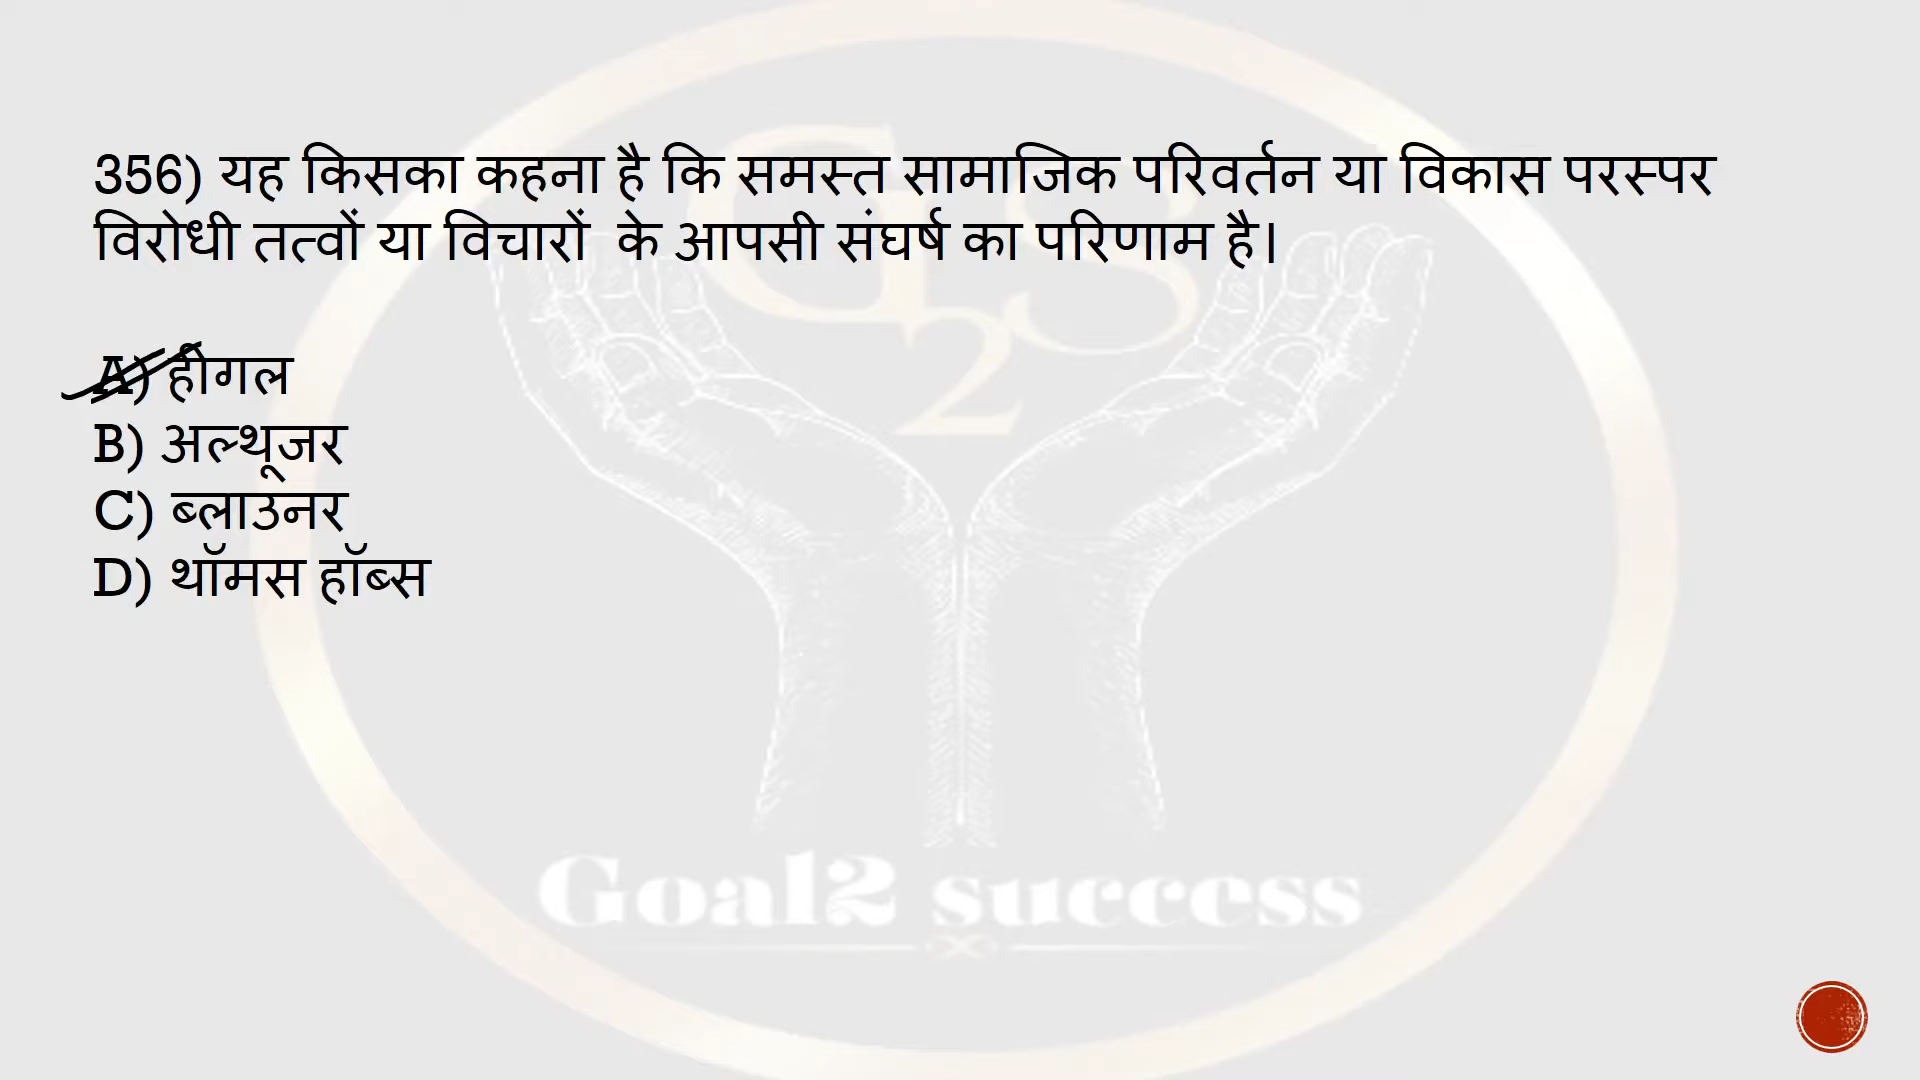 356) यह किसका कहना है कि समस्त सामाजिक परिवर्तन या विकास परस्पर
विरोधी तत्वों या विचारों के आपसी संघर्ष का परिणाम है।
A) हीगल
B) अल्थूजर
C) ब्लाउनर
D) थॉमस हॉब्स
G2S
Goal2 success